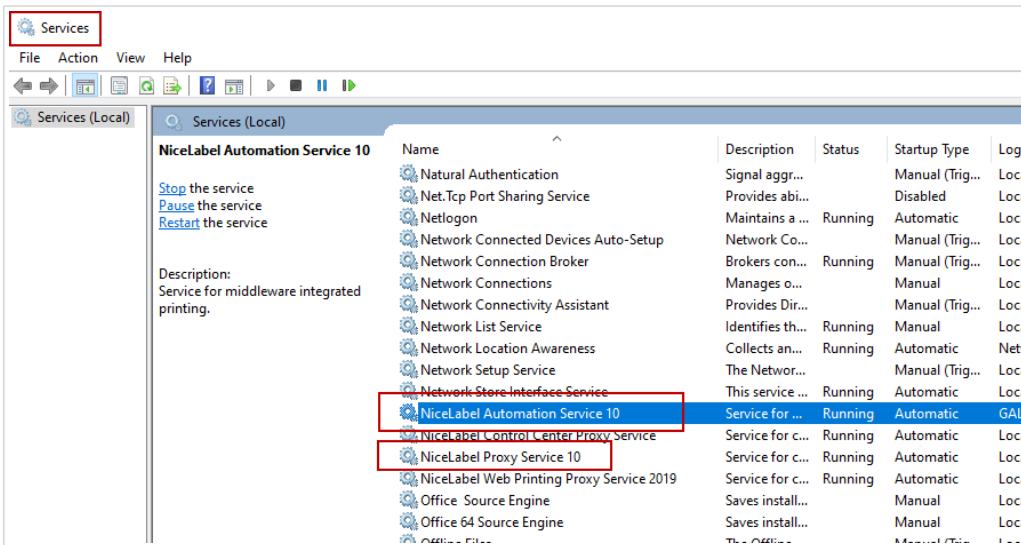 Services
File Action View Help
Services (Local)
Services (Local)
NiceLabel Automation Service 10
Stop the service
Pause the service
Restart the service
Description:
Service for middleware integrated
printing.
Name Description Status Startup Type Log
Natural Authentication Signal aggr... Manual (Trig... Loc
Net.Tcp Port Sharing Service Provides abi... Disabled Loc
Netlogon Maintains a ... Running Automatic Loc
Network Connected Devices Auto-Setup Network Co... Manual (Trig... Loc
Network Connection Broker Brokers con... Running Manual (Trig... Loc
Network Connections Manages o... Manual Loc
Network Connectivity Assistant Provides Dir... Manual (Trig... Loc
Network List Service Identifies th... Running Manual Loc
Network Location Awareness Collects an... Running Automatic Net
Network Setup Service The Networ... Manual (Trig... Loc
Network Store Interface Service This service ... Running Automatic Loc
NiceLabel Automation Service 10 Service for ... Running Automatic GAL
NiceLabel Control Center Proxy Service Service for c... Running Automatic Loc
NiceLabel Proxy Service 10 Service for c... Running Automatic Loc
NiceLabel Web Printing Proxy Service 2019 Service for c... Running Automatic Loc
Office Source Engine Saves install... Manual Loc
Office 64 Source Engine Saves install... Manual Loc
Offline Files The Offline... Manual (Trig... Loc